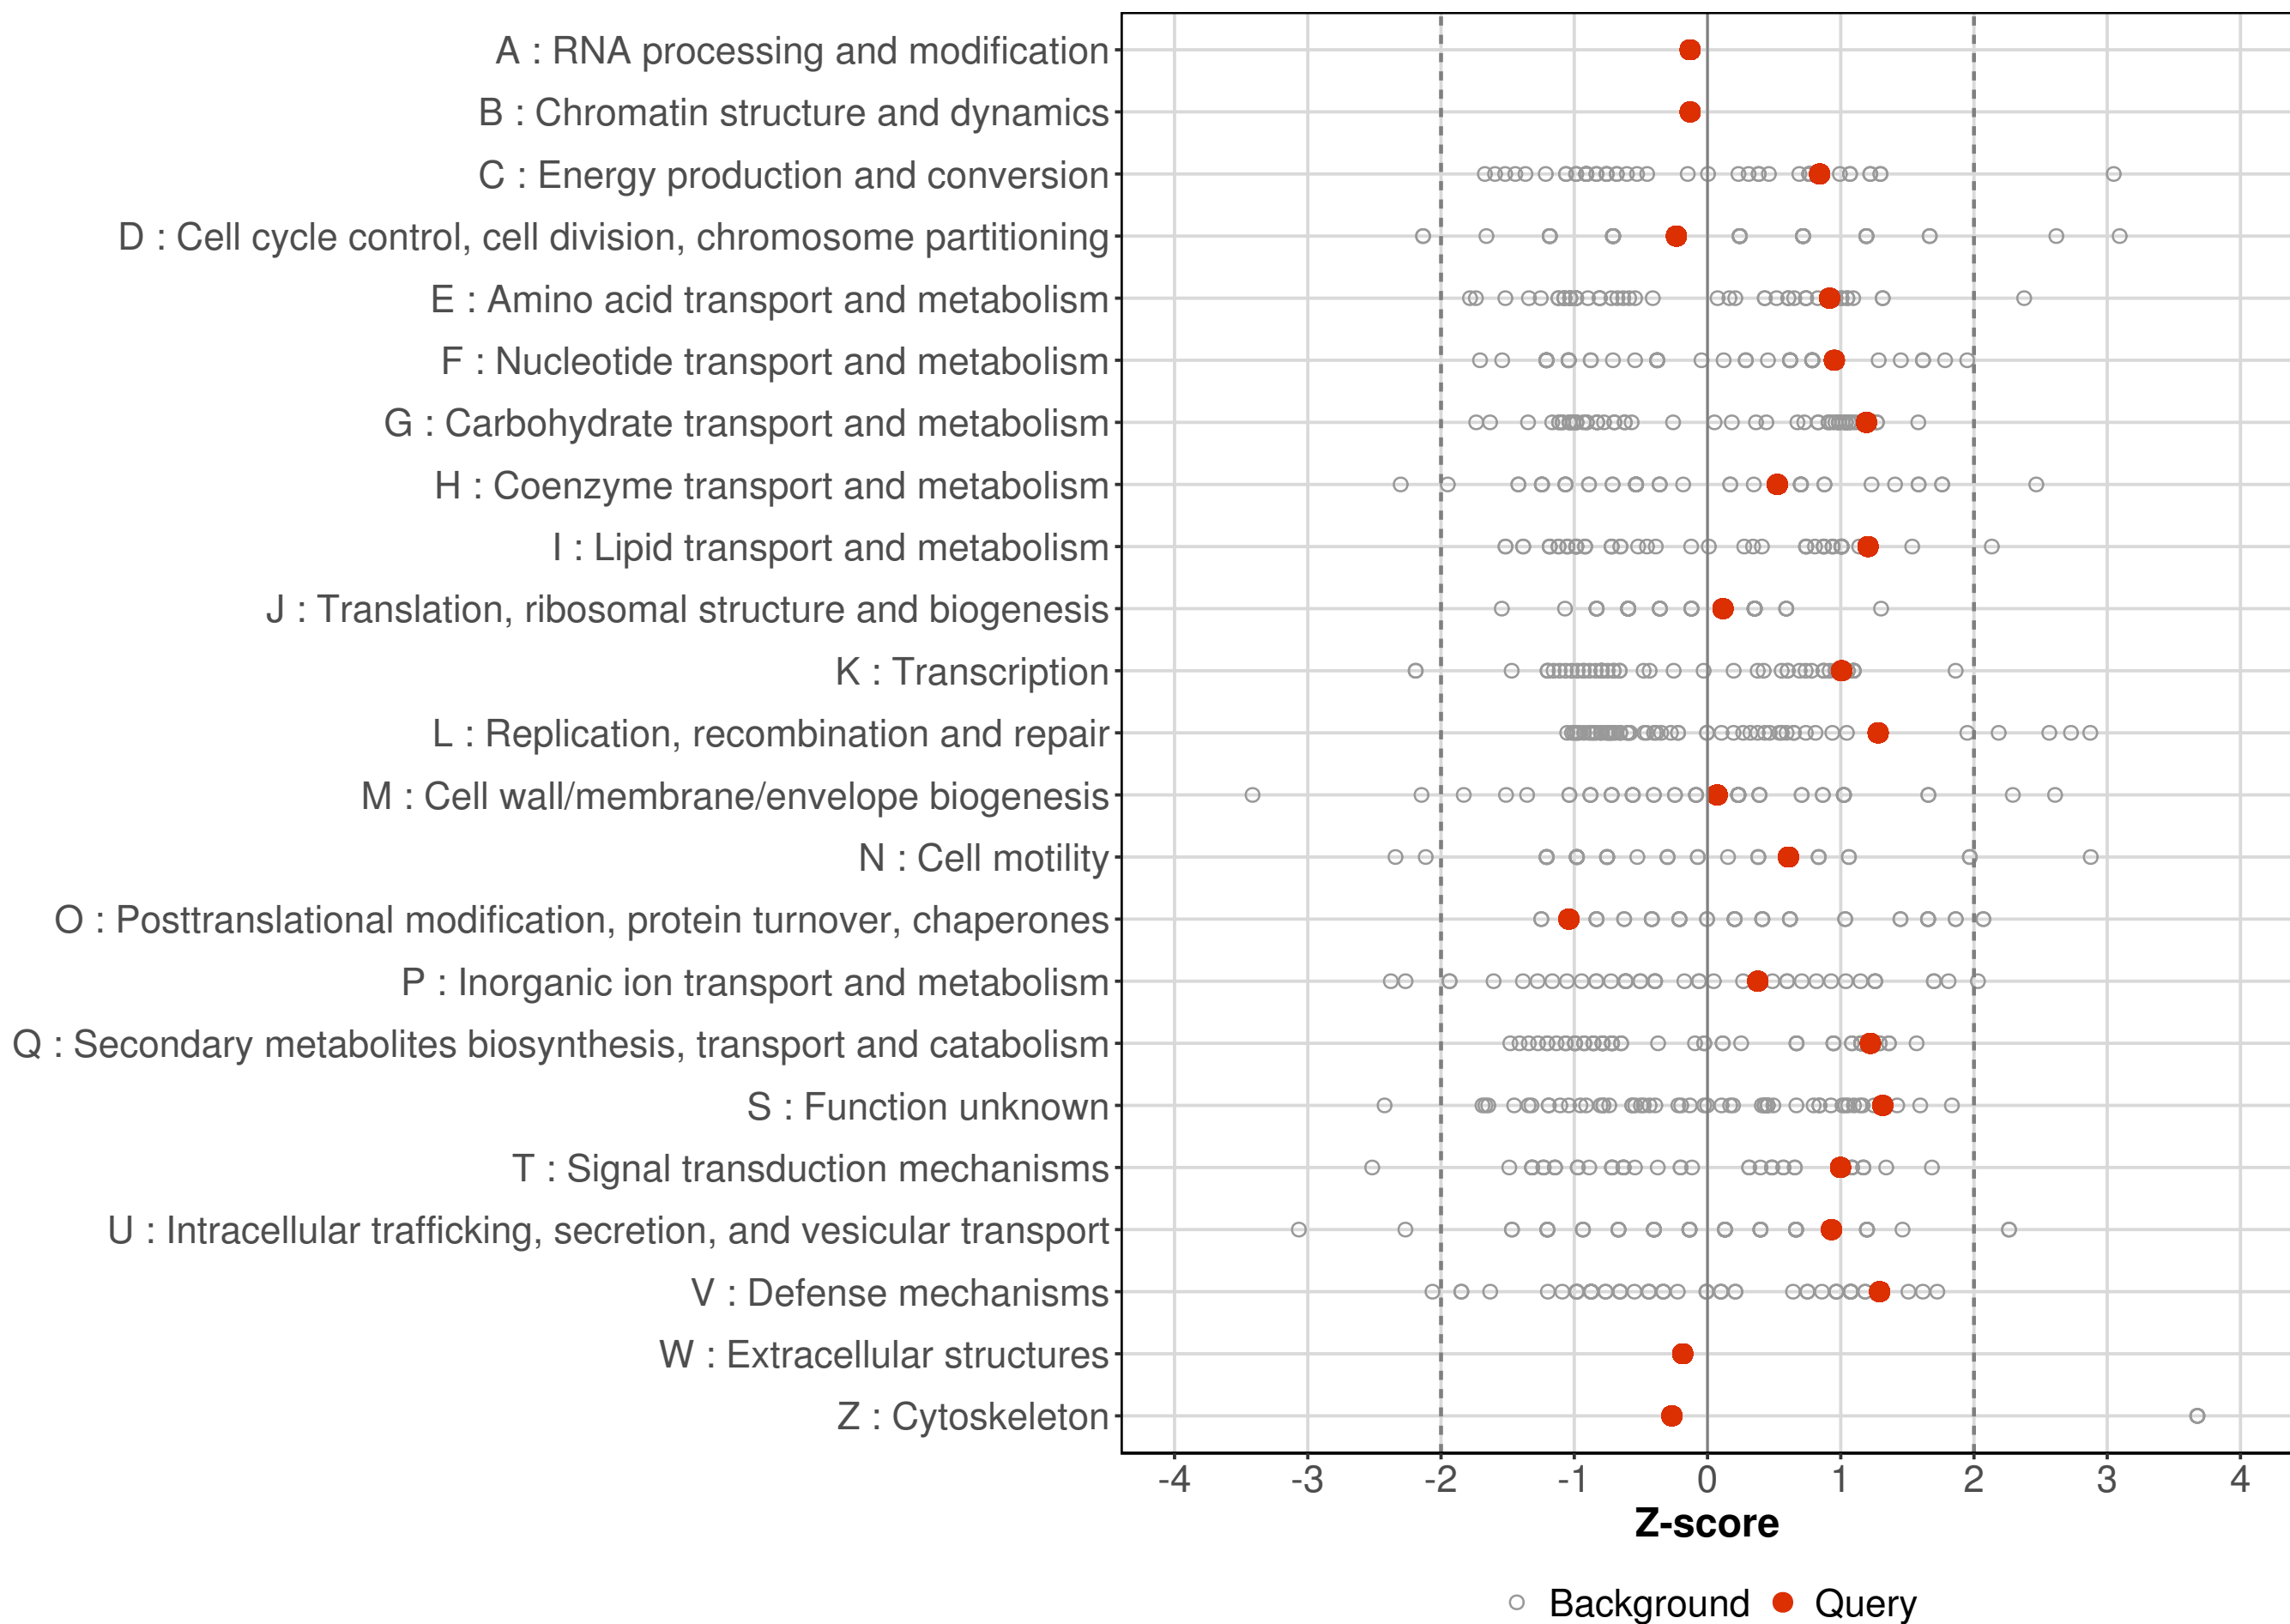 A : RNA processing and modification
B : Chromatin structure and dynamics
C : Energy production and conversion
D : Cell cycle control, cell division, chromosome partitioning
E : Amino acid transport and metabolism
F : Nucleotide transport and metabolism
G : Carbohydrate transport and metabolism
H : Coenzyme transport and metabolism
I : Lipid transport and metabolism
J : Translation, ribosomal structure and biogenesis
K : Transcription
L : Replication, recombination and repair
M : Cell wall/membrane/envelope biogenesis
N : Cell motility
O : Posttranslational modification, protein turnover, chaperones
P : Inorganic ion transport and metabolism
Q : Secondary metabolites biosynthesis, transport and catabolism
S : Function unknown
T : Signal transduction mechanisms
U : Intracellular trafficking, secretion, and vesicular transport
V : Defense mechanisms
W : Extracellular structures
Z : Cytoskeleton
-4 -3 -2 -1 0 1 2 3 4
Z-score
Background Query